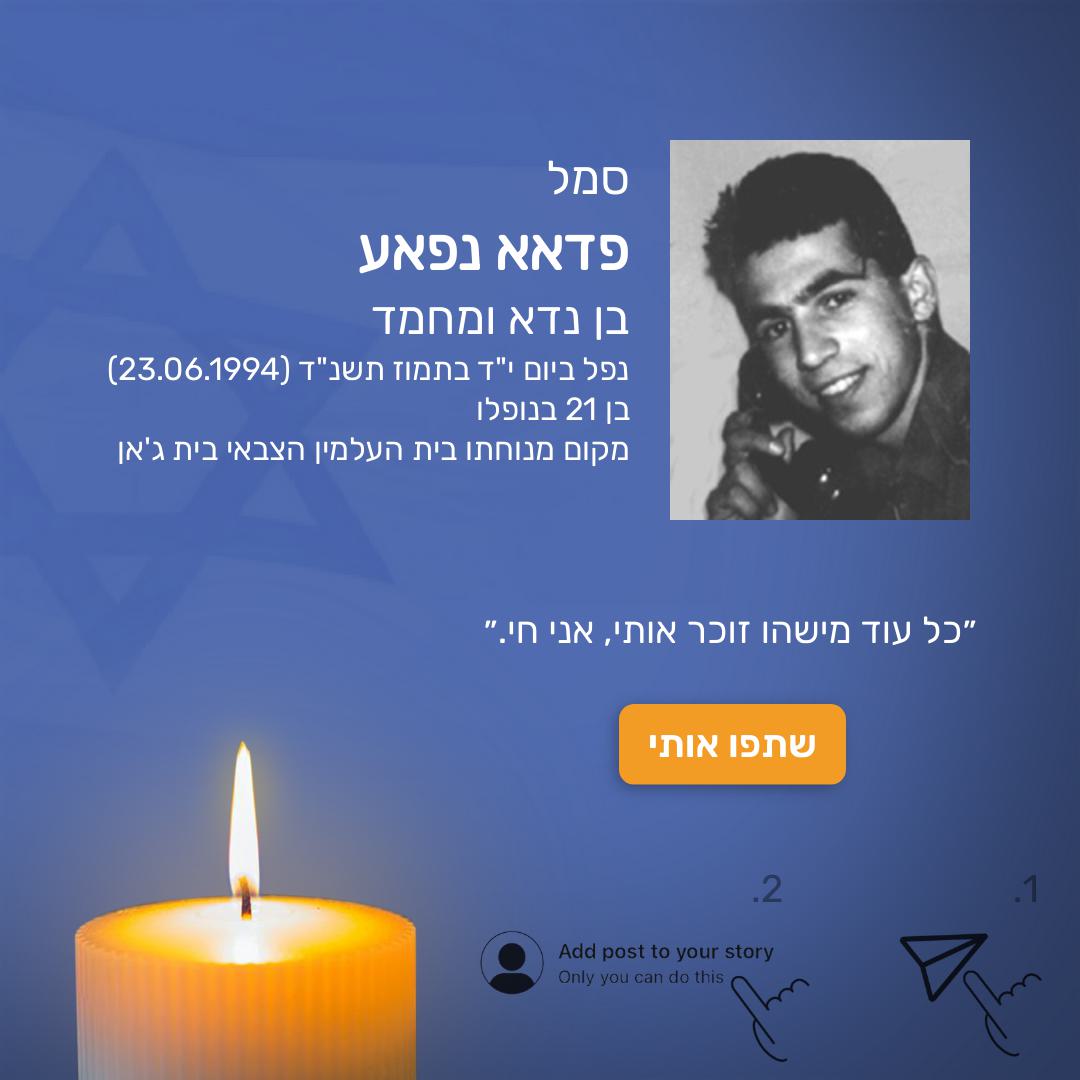 סמל
פדאא נפאע
בן נדא ומחמד
נפל ביום י"ד בתמוז תשנ"ד (23.06.1994)
בן 21 בנופלו
מקום מנוחתו בית העלמין הצבאי בית ג'אן
״כל עוד מישהו זוכר אותי, אני חי.״
שתפו אותי
1.
2.
Add post to your story
Only you can do this